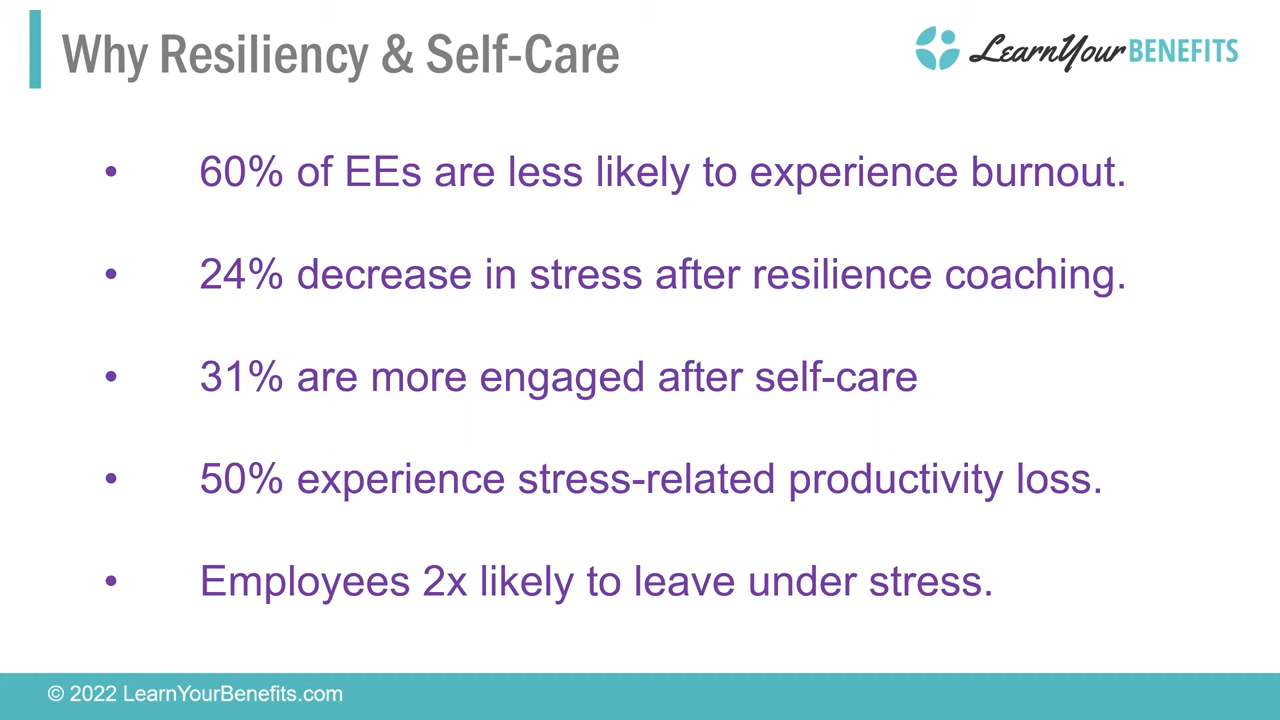 Why Resiliency & Self-Care
LearnYourBENEFITS
• 60% of EEs are less likely to experience burnout.
• 24% decrease in stress after resilience coaching.
• 31% are more engaged after self-care
• 50% experience stress-related productivity loss.
• Employees 2x likely to leave under stress.
© 2022 LearnYourBenefits.com